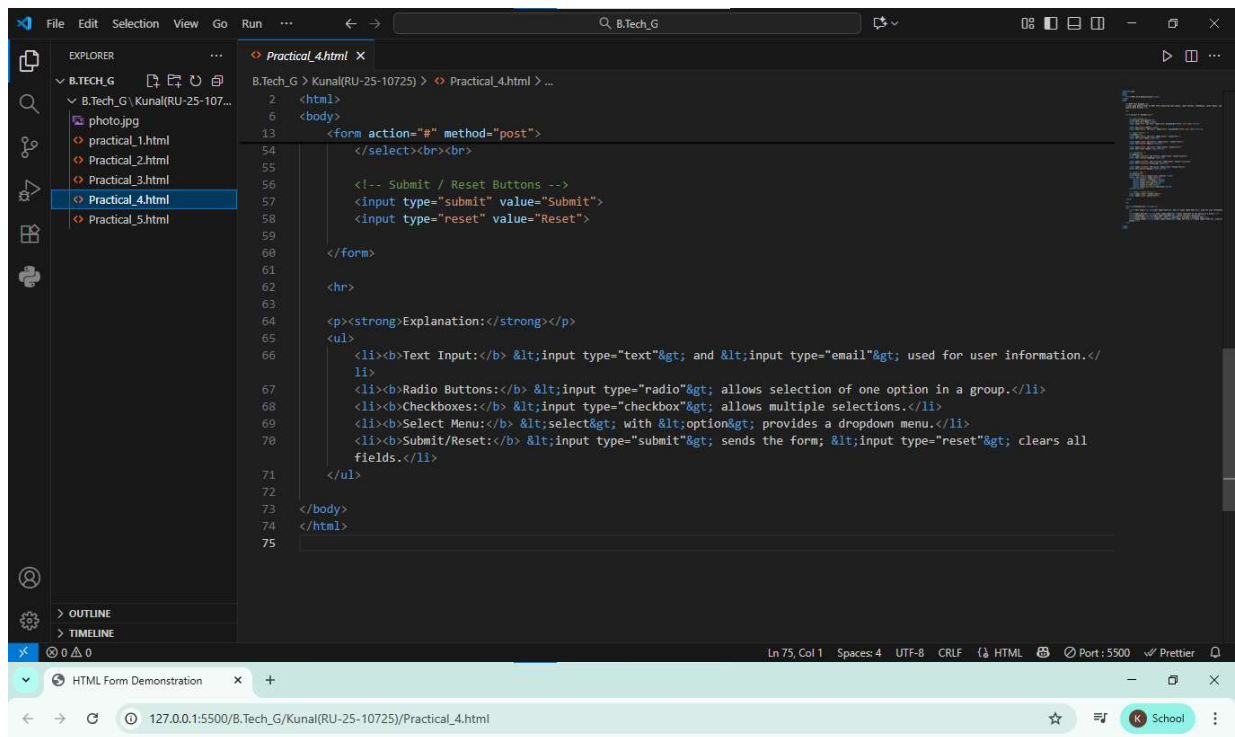 File Edit Selection View Go Run ··· B.Tech_G
EXPLORER ···
B.TECH_G
B.Tech_G \ Kunal(RU-25-107...
photo.jpg
practical_1.html
Practical_2.html
Practical_3.html
Practical_4.html
Practical_5.html
OUTLINE
TIMELINE
Practical_4.html
B.Tech_G > Kunal(RU-25-10725) > Practical_4.html > ...
2 <html>
6 <body>
13 <form action="#" method="post">
54 </select><br><br>
55
56 <!-- Submit / Reset Buttons -->
57 <input type="submit" value="Submit">
58 <input type="reset" value="Reset">
59
60 </form>
61
62 <hr>
63
64 <p><strong>Explanation:</strong></p>
65 <ul>
66 <li><b>Text Input:</b> &lt;input type="text"&gt; and &lt;input type="email"&gt; used for user information.</
li>
67 <li><b>Radio Buttons:</b> &lt;input type="radio"&gt; allows selection of one option in a group.</li>
68 <li><b>Checkboxes:</b> &lt;input type="checkbox"&gt; allows multiple selections.</li>
69 <li><b>Select Menu:</b> &lt;select&gt; with &lt;option&gt; provides a dropdown menu.</li>
70 <li><b>Submit/Reset:</b> &lt;input type="submit"&gt; sends the form; &lt;input type="reset"&gt; clears all
fields.</li>
71 </ul>
72
73 </body>
74 </html>
75
0 0 Ln 75, Col 1 Spaces: 4 UTF-8 CRLF HTML Port : 5500 Prettier
HTML Form Demonstration
127.0.0.1:5500/B.Tech_G/Kunal(RU-25-10725)/Practical_4.html K School